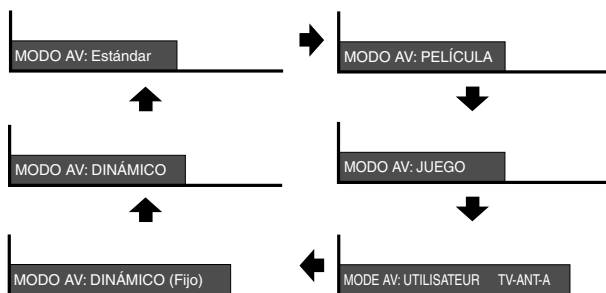 MODO AV: Estándar
MODO AV: PELÍCULA
MODO AV: DINÁMICO
MODO AV: JUEGO
MODO AV: DINÁMICO (Fijo)
MODE AV: UTILISATEUR TV-ANT-A